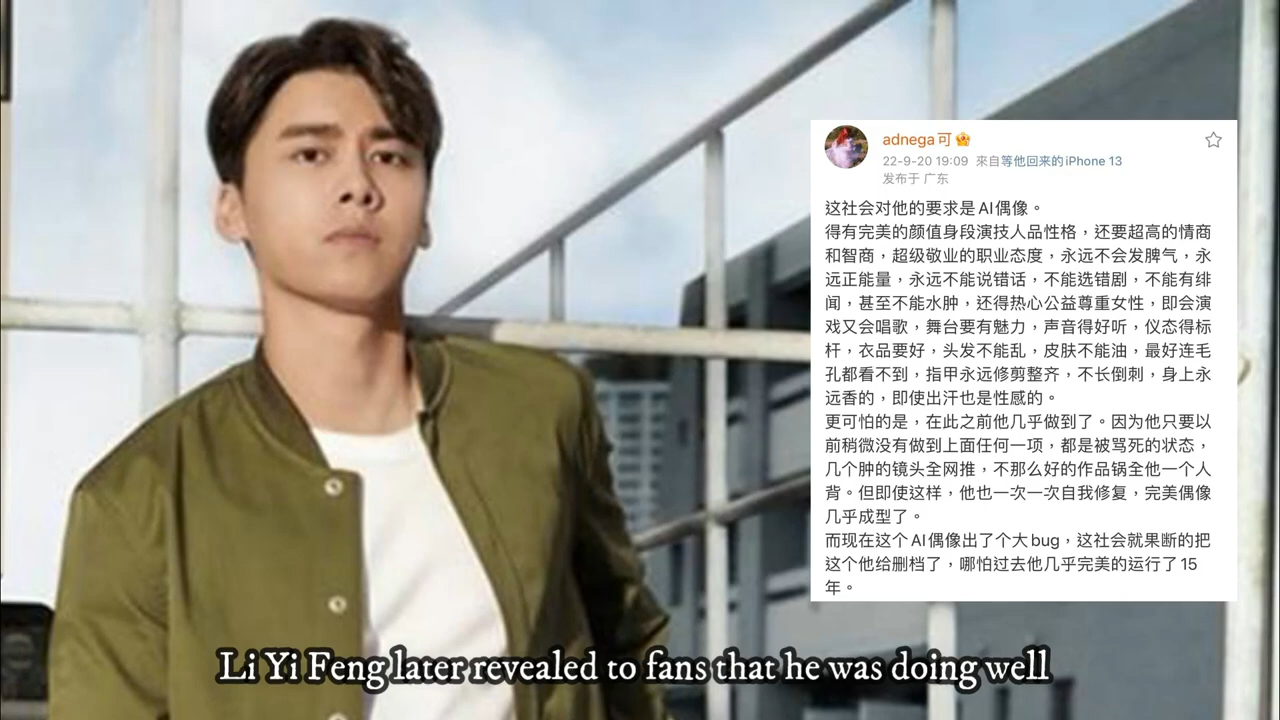 adnega可
22-9-20 19:09 來自等他回来的iPhone 13
发布于 广东
这社会对他的要求是AI偶像。
得有完美的颜值身段演技人品性格，还要超高的情商
和智商，超级敬业的职业态度，永远不会发脾气，永
远正能量，永远不能说错话，不能选错剧，不能有绯
闻，甚至不能水肿，还得热心公益尊重女性，即会演
戏又会唱歌，舞台要有魅力，声音得好听，仪态得标
杆，衣品要好，头发不能乱，皮肤不能油，最好连毛
孔都看不到，指甲永远修剪整齐，不长倒刺，身上永
远香的，即使出汗也是性感的。
更可怕的是，在此之前他几乎做到了。因为他只要以
前稍微没有做到上面任何一项，都是被骂死的状态，
几个肿的镜头全网推，不那么好的作品锅全他一个人
背。但即使这样，他也一次一次自我修复，完美偶像
几乎成型了。
而现在这个AI偶像出了个大bug，这社会就果断的把
这个他给删档了，哪怕过去他几乎完美的运行了15
年。
Li Yi Feng later revealed to fans that he was doing well